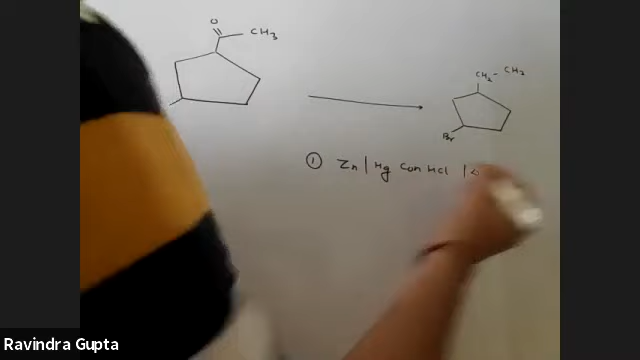 O
CH3
CH2- CH3
Br
① Zn | Hg Con HCl | Δ
Ravindra Gupta